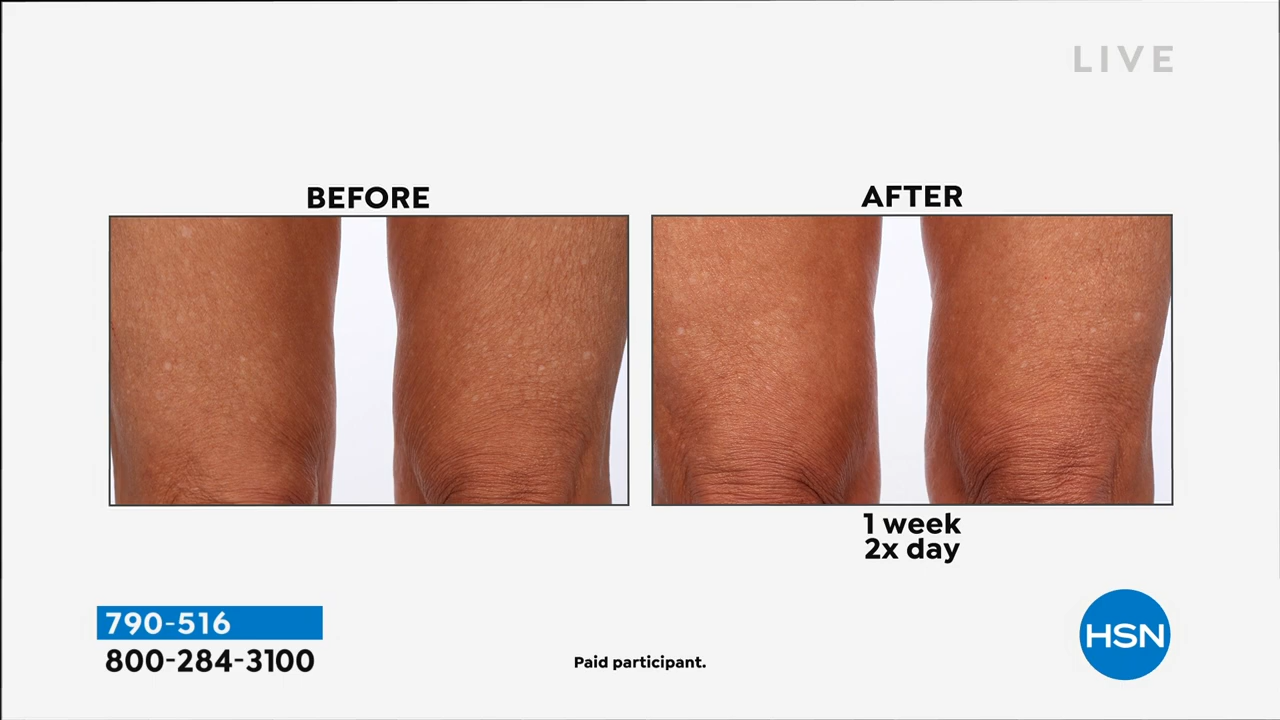 LIVE
BEFORE
AFTER
1 week
2x day
790-516
800-284-3100
Paid participant.
HSN